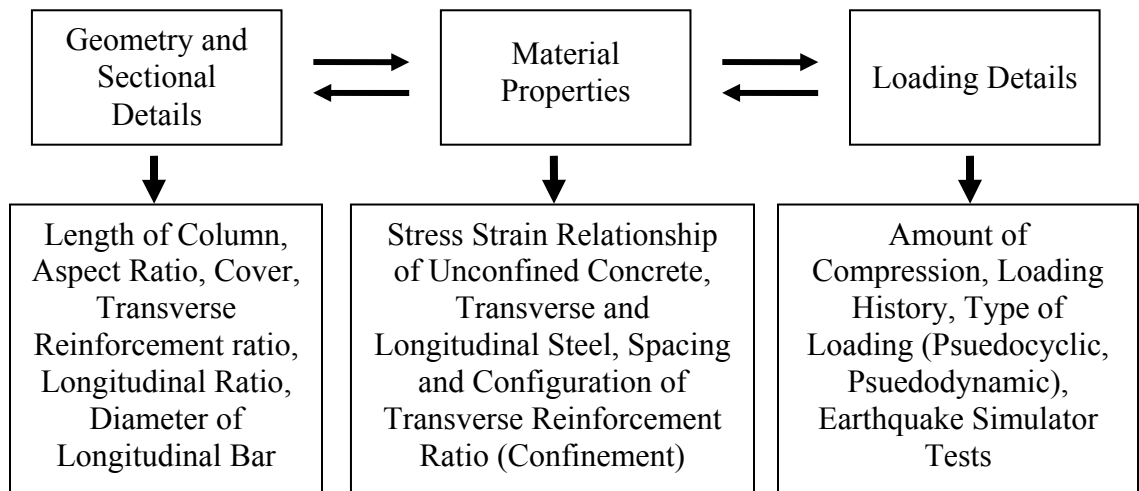 Geometry and
Sectional
Details
Material
Properties
Loading Details
Length of Column,
Aspect Ratio, Cover,
Transverse
Reinforcement ratio,
Longitudinal Ratio,
Diameter of
Longitudinal Bar
Stress Strain Relationship
of Unconfined Concrete,
Transverse and
Longitudinal Steel, Spacing
and Configuration of
Transverse Reinforcement
Ratio (Confinement)
Amount of
Compression, Loading
History, Type of
Loading (Psuedocyclic,
Psuedodynamic),
Earthquake Simulator
Tests